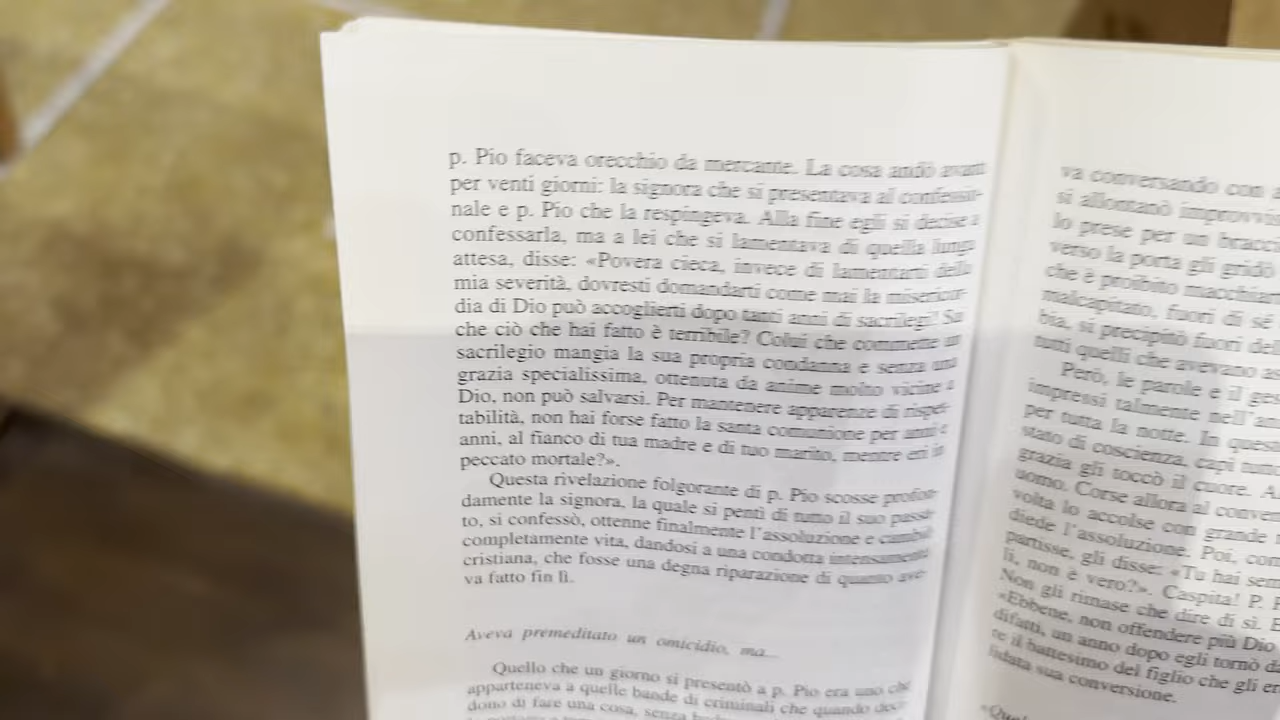 p. Pio faceva orecchio da mercante. La cosa andò avanti
per venti giorni: la signora che si presentava al confessio-
nale e p. Pio che la respingeva. Alla fine egli si decise a
confessarla, ma a lei che si lamentava di quella lunga
attesa, disse: «Povera cieca, invece di lamentarti della
mia severità, dovresti domandarti come mai la misericor-
dia di Dio può accoglierti dopo tanti anni di sacrilegi! Sai
che ciò che hai fatto è terribile? Colui che commette un
sacrilegio mangia la sua propria condanna e senza una
grazia specialissima, ottenuta da anime molto vicine a
Dio, non può salvarsi. Per mantenere apparenze di rispet-
tabilità, non hai forse fatto la santa comunione per anni e
anni, al fianco di tua madre e di tuo marito, mentre eri in
peccato mortale?».
Questa rivelazione folgorante di p. Pio scosse profon-
damente la signora, la quale si pentì di tutto il suo passa-
to, si confessò, ottenne finalmente l'assoluzione e cambiò
completamente vita, dandosi a una condotta intensamente
cristiana, che fosse una degna riparazione di quanto ave-
va fatto fin lì.
Aveva premeditato un omicidio, ma...
Quello che un giorno si presentò a p. Pio era uno che
apparteneva a quelle bande di criminali che quando deci-
dono di fare una cosa, senza
va conversando con
si allontanò improvvi
lo prese per un bracci
verso la porta gli gridò
che è proibito macchiar
malcapitato, fuori di sé
bia, si precipitò fuori del
tutti quelli che avevano as
Però, le parole e il ges
impressi talmente nell'an
per tutta la notte. In quest
stato di coscienza, capì tutt
grazia gli toccò il cuore. A
uomo. Corse allora al conven
volta lo accolse con grande
diede l'assoluzione. Poi, com
partisse, gli disse: «Tu hai sem
lì, non è vero?». Caspita! P. P
Non gli rimase che dire di sì. E
«Ebbene, non offendere più Dio
difatti, un anno dopo egli tornò da
re il battesimo del figlio che gli er
fidata sua conversione.